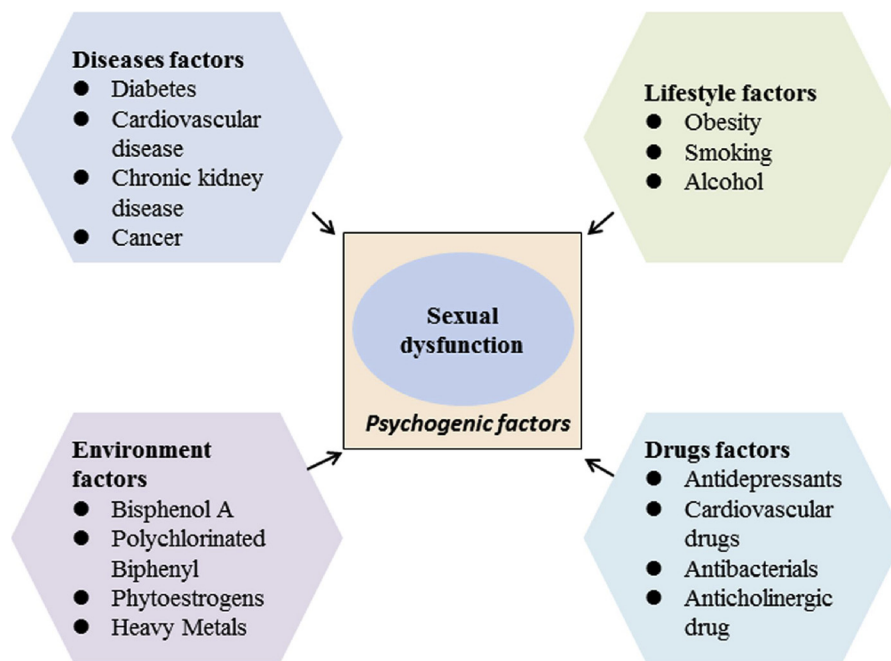 Diseases factors
● Diabetes
● Cardiovascular
disease
● Chronic kidney
disease
● Cancer
Lifestyle factors
● Obesity
● Smoking
● Alcohol
Sexual
dysfunction
Psychogenic factors
Environment
factors
● Bisphenol A
● Polychlorinated
Biphenyl
● Phytoestrogens
● Heavy Metals
Drugs factors
● Antidepressants
● Cardiovascular
drugs
● Antibacterials
● Anticholinergic
drug